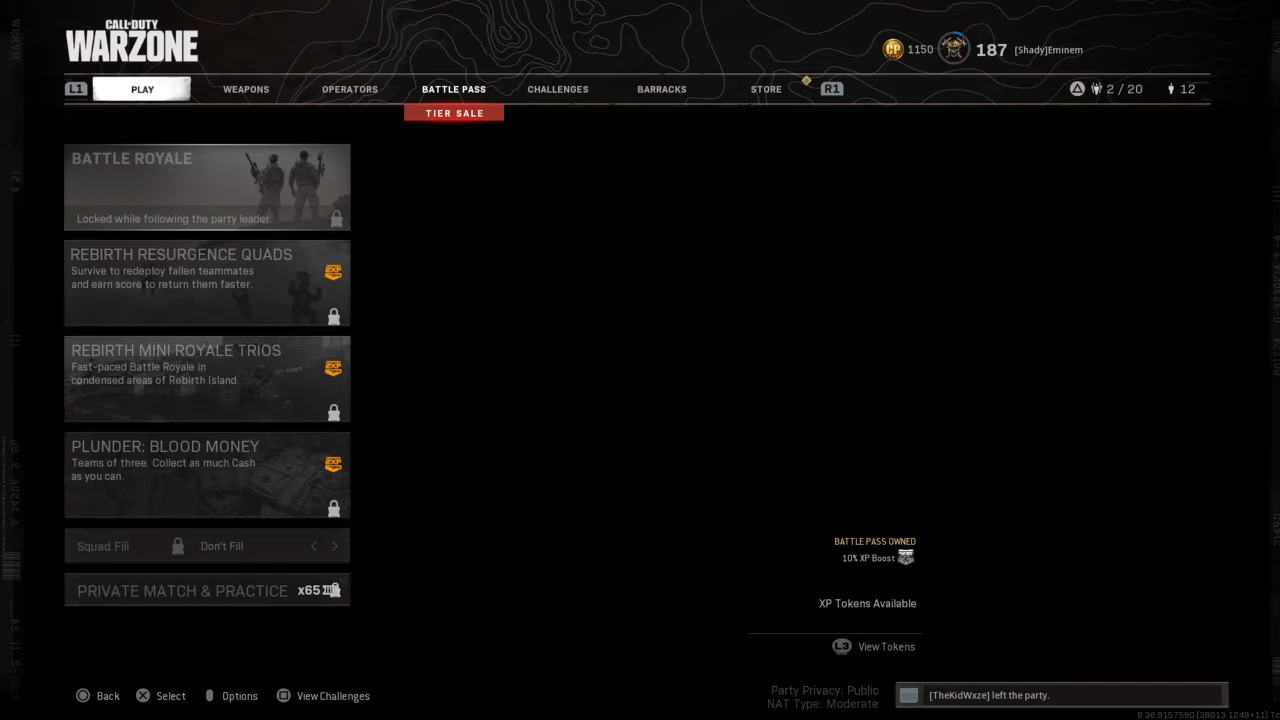 CALL OF DUTY
WARZONE
CP 1150 187 [Shady]Eminem
L1 PLAY WEAPONS OPERATORS BATTLE PASS CHALLENGES BARRACKS STORE R1 2 / 20 12
TIER SALE
BATTLE ROYALE
Locked while following the party leader.
REBIRTH RESURGENCE QUADS
Survive to redeploy fallen teammates
and earn score to return them faster.
2XP
REBIRTH MINI ROYALE TRIOS
Fast-paced Battle Royale in
condensed areas of Rebirth Island.
2XP
PLUNDER: BLOOD MONEY
Teams of three. Collect as much Cash
as you can.
2XP
Squad Fill Don't Fill
PRIVATE MATCH & PRACTICE x65
BATTLE PASS OWNED
10% XP Boost
XP Tokens Available
L3 View Tokens
Back Select Options View Challenges
Party Privacy: Public
NAT Type: Moderate
[TheKidWxze] left the party.